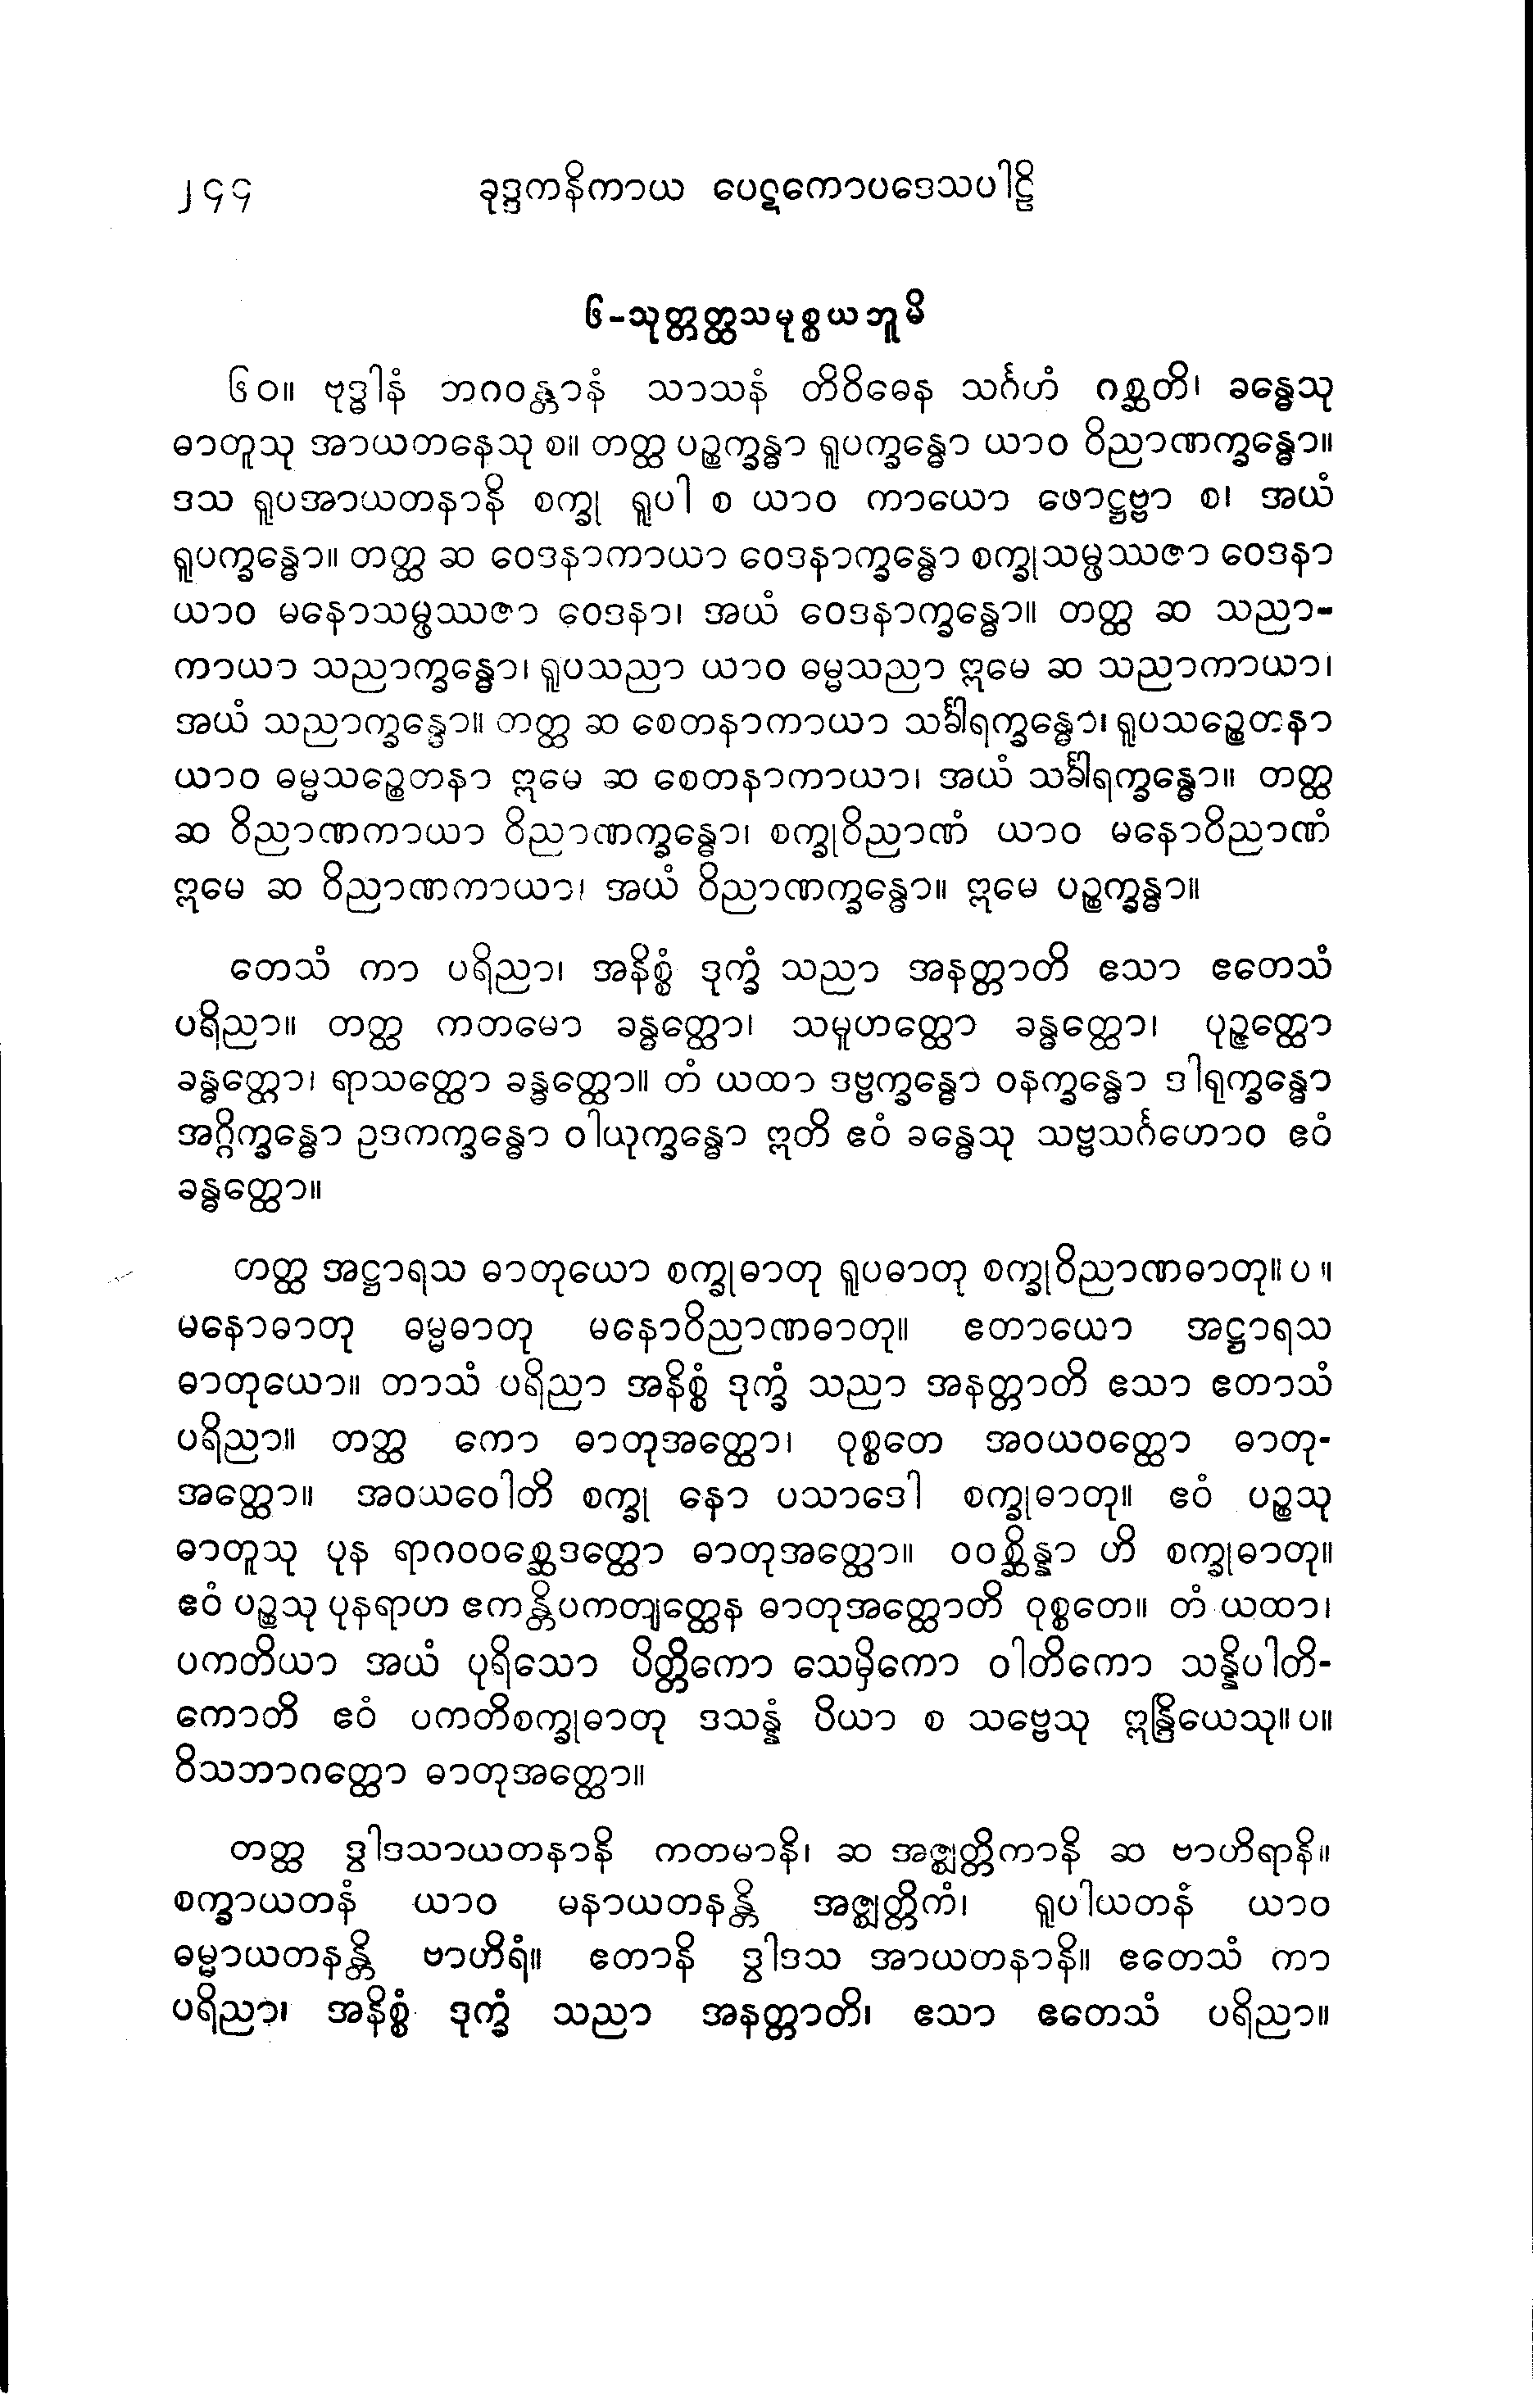 ၂၄၄ ခုဒ္ဒကနိကာယ ပေဋကောပဒေသပါဠိ
၆-သုတ္တတ္ထသမုစ္စယဘူမိ
၆၀။ ဗုဒ္ဓါနံ ဘဂဝန္တာနံ သာသနံ တိဝိဓေန သင်္ဂဟံ ဂစ္ဆတိ၊ ခန္ဓေသု
ဓာတူသု အာယတနေသု စ။ တတ္ထ ပဉ္စက္ခန္ဓာ ရူပက္ခန္ဓော ယာဝ ဝိညာဏက္ခန္ဓော။
ဒသ ရူပအာယတနာနိ စက္ခု ရူပါ စ ယာဝ ကာယော ဖောဋ္ဌဗ္ဗာ စ၊ အယံ
ရူပက္ခန္ဓော။ တတ္ထ ဆ ဝေဒနာကာယာ ဝေဒနာက္ခန္ဓော စက္ခုသမ္ဖဿဇာ ဝေဒနာ
ယာဝ မနောသမ္ဖဿဇာ ဝေဒနာ၊ အယံ ဝေဒနာက္ခန္ဓော။ တတ္ထ ဆ သညာ-
ကာယာ သညာက္ခန္ဓော၊ ရူပသညာ ယာဝ ဓမ္မသညာ ဣမေ ဆ သညာကာယာ၊
အယံ သညာက္ခန္ဓော။ တတ္ထ ဆ စေတနာကာယာ သင်္ခါရက္ခန္ဓော၊ ရူပသဉ္စေတနာ
ယာဝ ဓမ္မသဉ္စေတနာ ဣမေ ဆ စေတနာကာယာ၊ အယံ သင်္ခါရက္ခန္ဓော။ တတ္ထ
ဆ ဝိညာဏကာယာ ဝိညာဏက္ခန္ဓော၊ စက္ခုဝိညာဏံ ယာဝ မနောဝိညာဏံ
ဣမေ ဆ ဝိညာဏကာယာ၊ အယံ ဝိညာဏက္ခန္ဓော။ ဣမေ ပဉ္စက္ခန္ဓာ။
တေသံ ကာ ပရိညာ၊ အနိစ္စံ ဒုက္ခံ သညာ အနတ္တာတိ ဧသာ ဧတေသံ
ပရိညာ။ တတ္ထ ကတမော ခန္ဓတ္ထော၊ သမူဟတ္ထော ခန္ဓတ္ထော၊ ပုဉ္ဇတ္ထော
ခန္ဓတ္ထော၊ ရာသတ္ထော ခန္ဓတ္ထော။ တံ ယထာ ဒဗ္ဗက္ခန္ဓော ဝနက္ခန္ဓော ဒါရုက္ခန္ဓော
အဂ္ဂိက္ခန္ဓော ဥဒကက္ခန္ဓော ဝါယုက္ခန္ဓော ဣတိ ဧဝံ ခန္ဓေသု သဗ္ဗသင်္ဂဟောဝ ဧဝံ
ခန္ဓတ္ထော။
တတ္ထ အဋ္ဌာရသ ဓာတုယော စက္ခုဓာတု ရူပဓာတု စက္ခုဝိညာဏဓာတု။ပ။
မနောဓာတု ဓမ္မဓာတု မနောဝိညာဏဓာတု။ ဧတာယော အဋ္ဌာရသ
ဓာတုယော။ တာသံ ပရိညာ အနိစ္စံ ဒုက္ခံ သညာ အနတ္တာတိ ဧသာ ဧတာသံ
ပရိညာ။ တတ္ထ ကော ဓာတုအတ္ထော၊ ဝုစ္စတေ အဝယဝတ္ထော ဓာတု-
အတ္ထော။ အဝယဝေါတိ စက္ခု နော ပသာဒေါ စက္ခုဓာတု။ ဧဝံ ပဉ္စသု
ဓာတူသု ပုန ရာဂဝဝစ္ဆေဒတ္ထော ဓာတုအတ္ထော။ ဝဝစ္ဆိန္နာ ဟိ စက္ခုဓာတု။
ဧဝံ ပဉ္စသု ပုနရာဟ ဧကန္တိပကတျတ္ထေန ဓာတုအတ္ထောတိ ဝုစ္စတေ။ တံ ယထာ၊
ပကတိယာ အယံ ပုရိသော ပိတ္တိကော သေမှိကော ဝါတိကော သန္နိပါတိ-
ကောတိ ဧဝံ ပကတိစက္ခုဓာတု ဒသန္နံ ပိယာ စ သဗ္ဗေသု ဣန္ဒြိယေသု။ပ။
ဝိသဘာဂတ္ထော ဓာတုအတ္ထော။
တတ္ထ ဒွါဒသာယတနာနိ ကတမာနိ၊ ဆ အဇ္ဈတ္တိကာနိ ဆ ဗာဟိရာနိ။
စက္ခာယတနံ ယာဝ မနာယတနန္တိ အဇ္ဈတ္တိကံ၊ ရူပါယတနံ ယာဝ
ဓမ္မာယတနန္တိ ဗာဟိရံ။ ဧတာနိ ဒွါဒသ အာယတနာနိ။ ဧတေသံ ကာ
ပရိညာ၊ အနိစ္စံ ဒုက္ခံ သညာ အနတ္တာတိ၊ ဧသာ ဧတေသံ ပရိညာ။